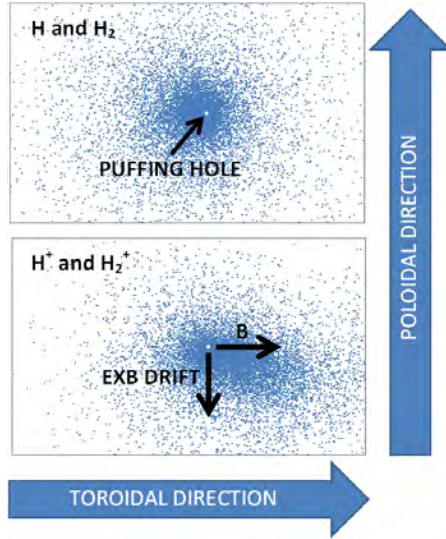 H and H₂
PUFFING HOLE
H⁺ and H₂⁺
B
EXB DRIFT
TOROIDAL DIRECTION
POLOIDAL DIRECTION